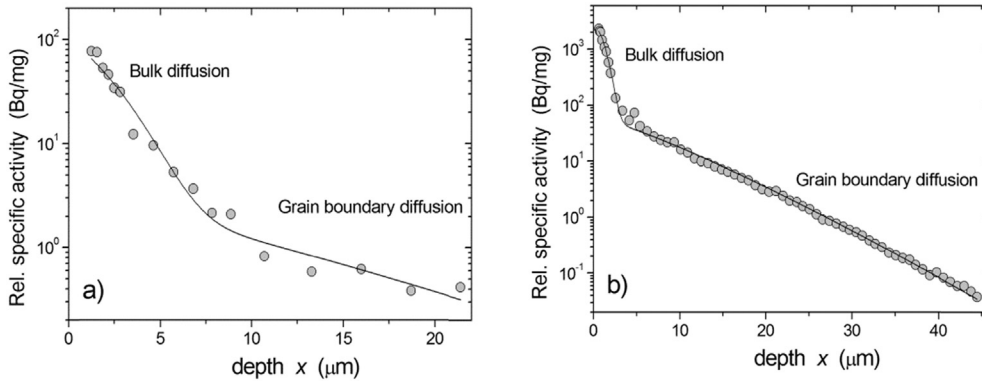 Rel. specific activity (Bq/mg)
10²
10¹
10⁰
Bulk diffusion
Grain boundary diffusion
a)
0 5 10 15 20
depth x (μm)
Rel. specific activity (Bq/mg)
10³
10²
10¹
10⁰
10⁻¹
Bulk diffusion
Grain boundary diffusion
b)
0 10 20 30 40
depth x (μm)